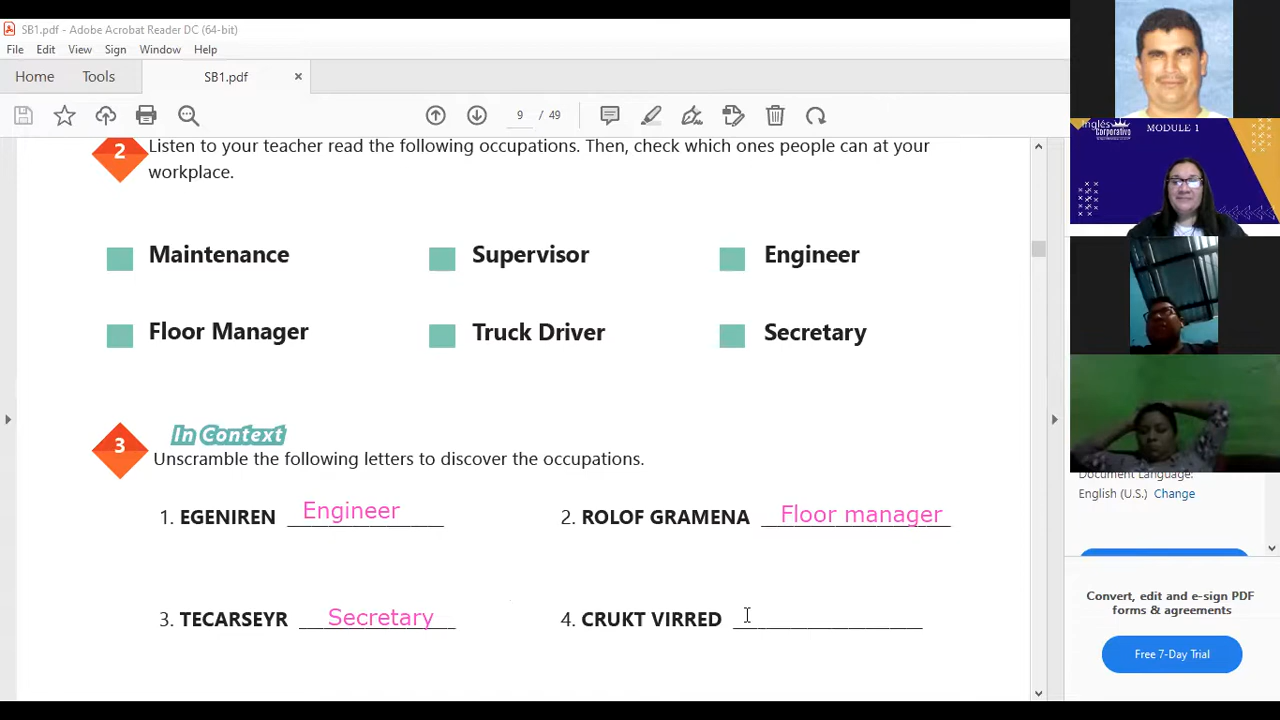 SB1.pdf - Adobe Acrobat Reader DC (64-bit)
File Edit View Sign Window Help
Home Tools SB1.pdf ×
9 / 49
2 Listen to your teacher read the following occupations. Then, check which ones people can at your
workplace.
Maintenance Supervisor Engineer
Floor Manager Truck Driver Secretary
3 In Context
Unscramble the following letters to discover the occupations.
1. EGENIREN Engineer 2. ROLOF GRAMENA Floor manager
3. TECARSEYR Secretary 4. CRUKT VIRRED
Inglés
Corporativo
MODULE 1
Document Language:
English (U.S.) Change
Convert, edit and e-sign PDF
forms & agreements
Free 7-Day Trial